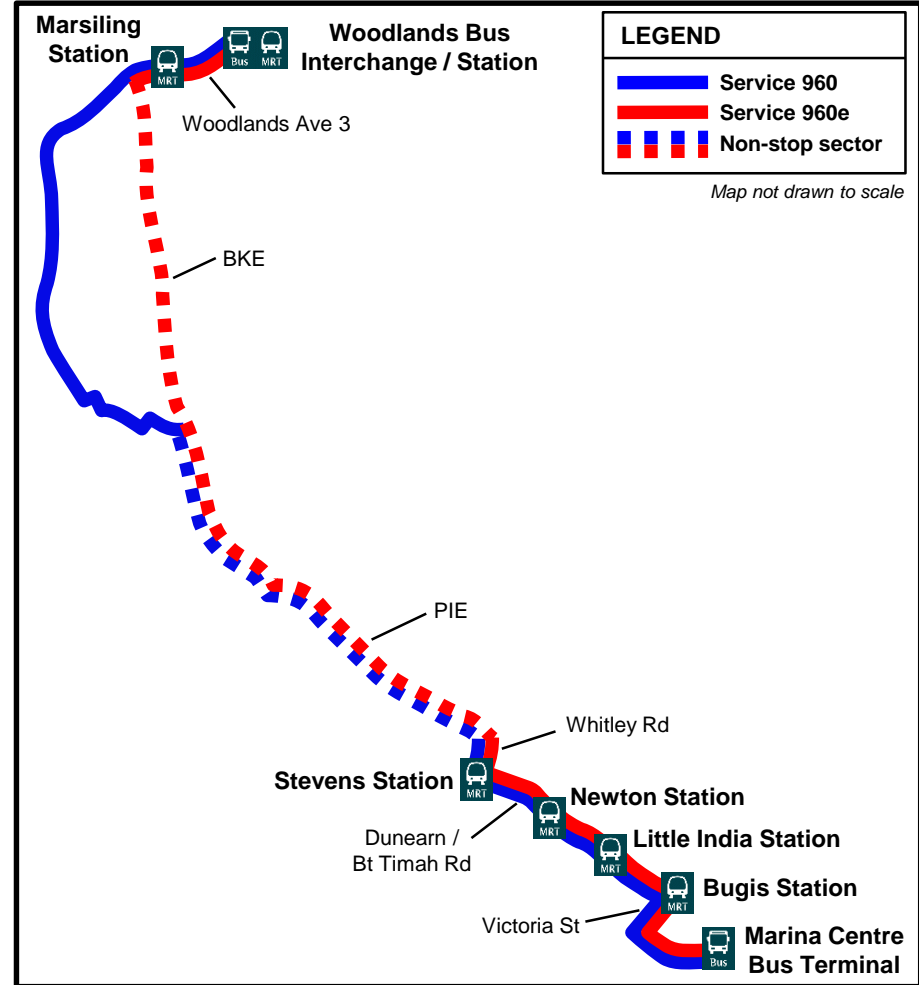 Marsiling
Station
MRT
Bus MRT
Woodlands Bus
Interchange / Station
LEGEND
Service 960
Service 960e
Non-stop sector
Map not drawn to scale
Woodlands Ave 3
BKE
PIE
Whitley Rd
Stevens Station
MRT
Newton Station
MRT
Dunearn /
Bt Timah Rd
Little India Station
MRT
Bugis Station
MRT
Victoria St
Marina Centre
Bus Terminal
Bus